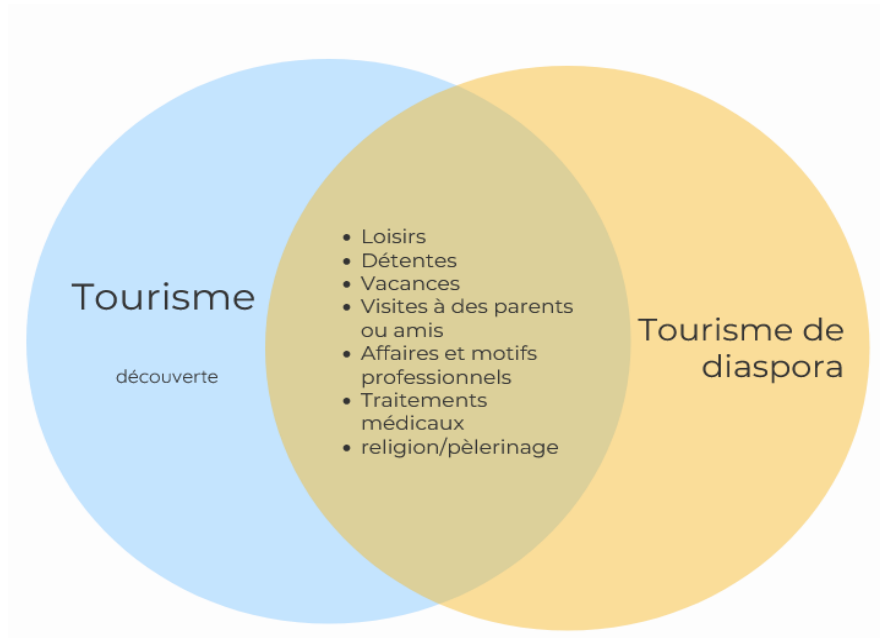 Tourisme
découverte
• Loisirs
• Détentes
• Vacances
• Visites à des parents
ou amis
• Affaires et motifs
professionnels
• Traitements
médicaux
• religion/pèlerinage
Tourisme de
diaspora